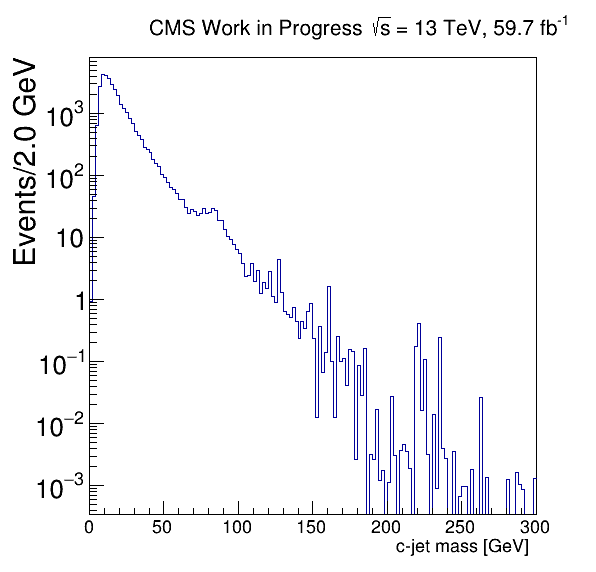 CMS Work in Progress √s = 13 TeV, 59.7 fb⁻¹
Events/2.0 GeV
10³
10²
10
1
10⁻¹
10⁻²
10⁻³
0 50 100 150 200 250 300
c-jet mass [GeV]